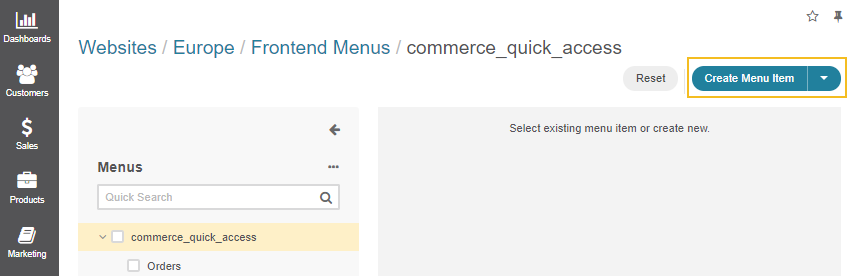 Dashboards
Customers
Sales
Products
Marketing
Websites / Europe / Frontend Menus / commerce_quick_access
Reset
Create Menu Item
Menus
Quick Search
commerce_quick_access
Orders
Select existing menu item or create new.